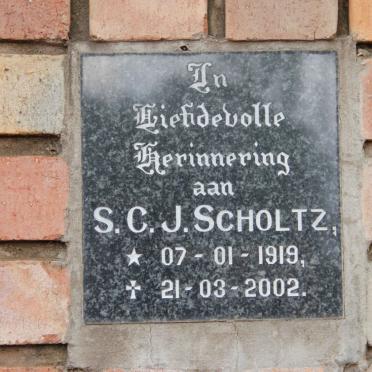 In
Liefdevolle
Herinnering
aan
S. C. J. SCHOLTZ,
★ 07 - 01 - 1919,
✝ 21 - 03 - 2002.